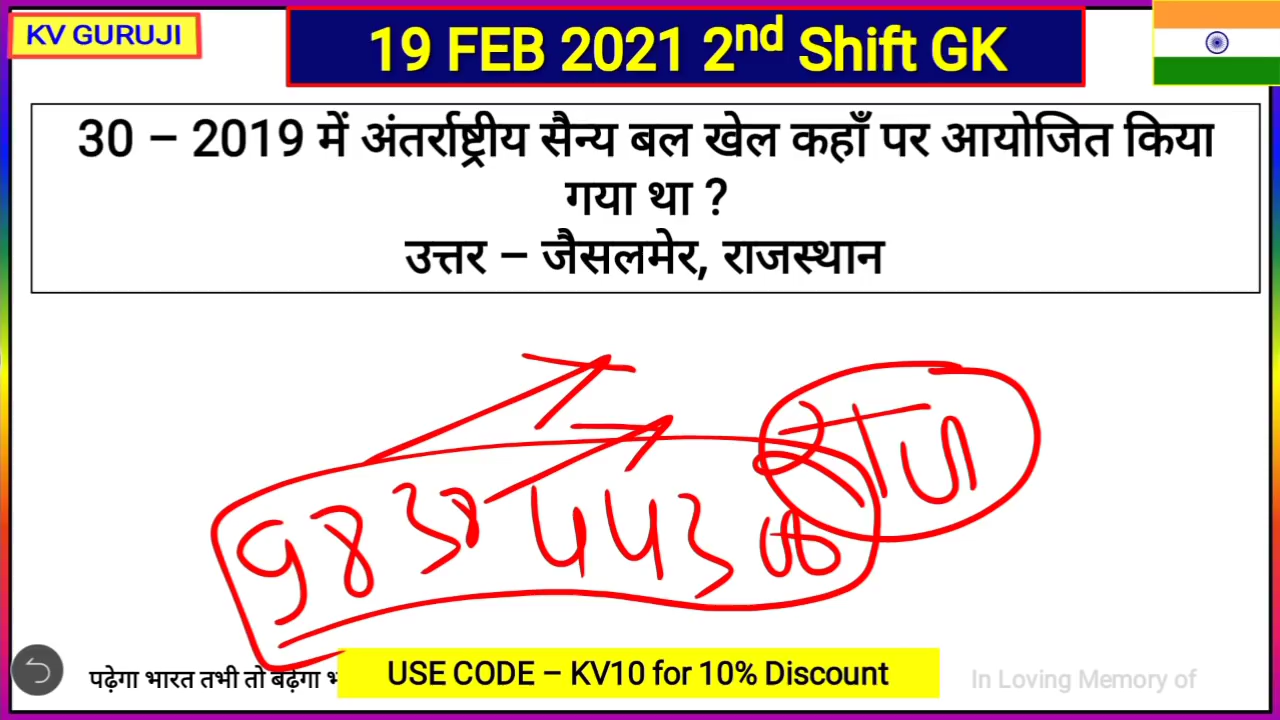 KV GURUJI
19 FEB 2021 2nd Shift GK
30 – 2019 में अंतर्राष्ट्रीय सैन्य बल खेल कहाँ पर आयोजित किया
गया था ?
उत्तर – जैसलमेर, राजस्थान
पढ़ेगा भारत तभी तो बढ़ेगा
USE CODE – KV10 for 10% Discount
In Loving Memory of